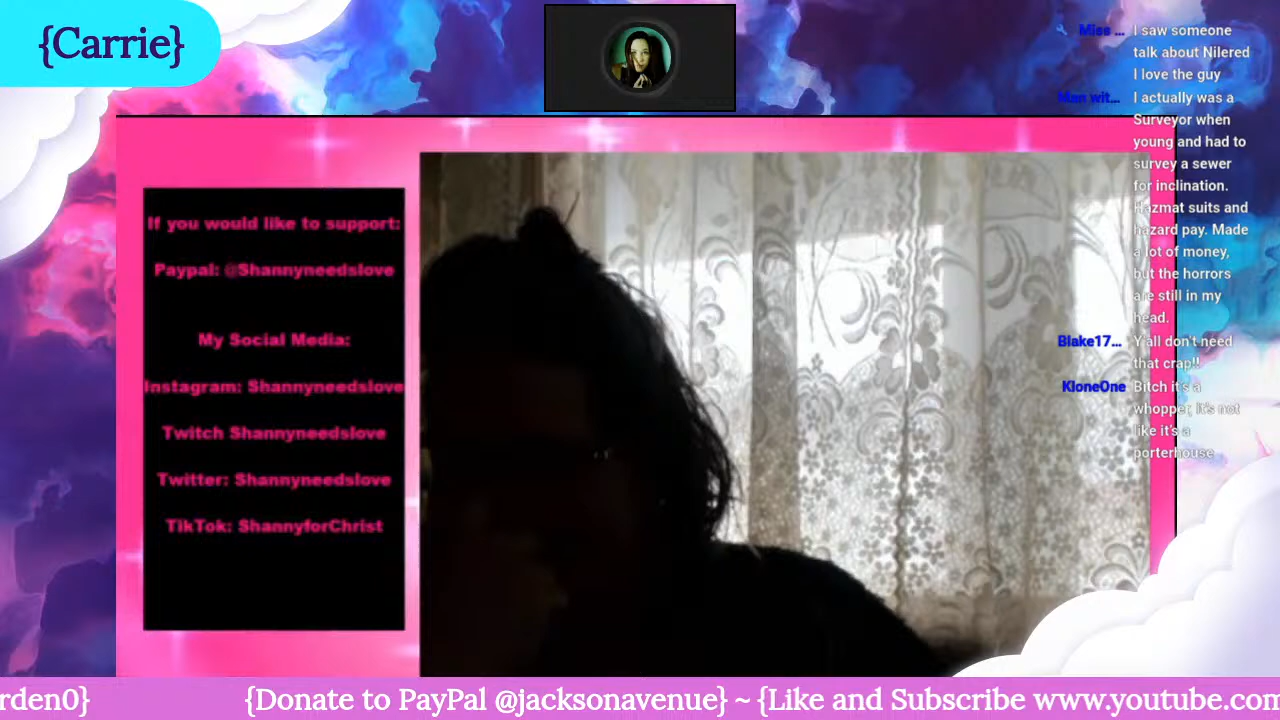 {Carrie}
If you would like to support:
Paypal: @Shannyneedslove
My Social Media:
Instagram: Shannyneedslove
Twitch Shannyneedslove
Twitter: Shannyneedslove
TikTok: ShannyforChrist
Miss ... I saw someone
talk about Nilered
I love the guy
Man wit... I actually was a
Surveyor when
young and had to
survey a sewer
for inclination.
Hazmat suits and
hazard pay. Made
a lot of money,
but the horrors
are still in my
head.
Blake17... Y'all don't need
that crap!!
KloneOne Bitch it's a
whopper, it's not
like it's a
porterhouse
rden0} {Donate to PayPal @jacksonavenue} ~ {Like and Subscribe www.youtube.com